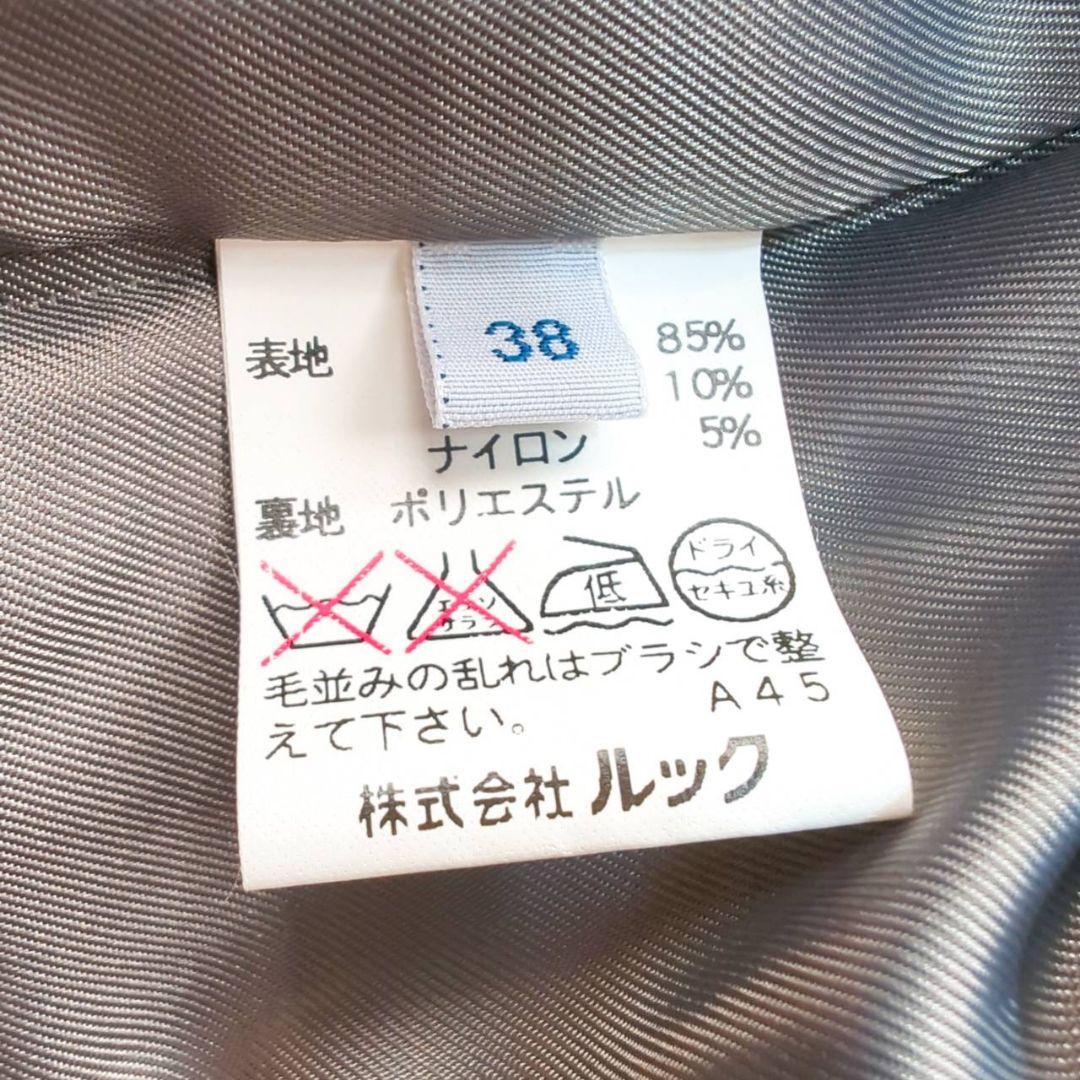 38
表地 85%
10%
ナイロン 5%
裏地 ポリエステル
低
ドライ
セキユ系
毛並みの乱れはブラシで整
えて下さい。 A45
株式会社 ルック